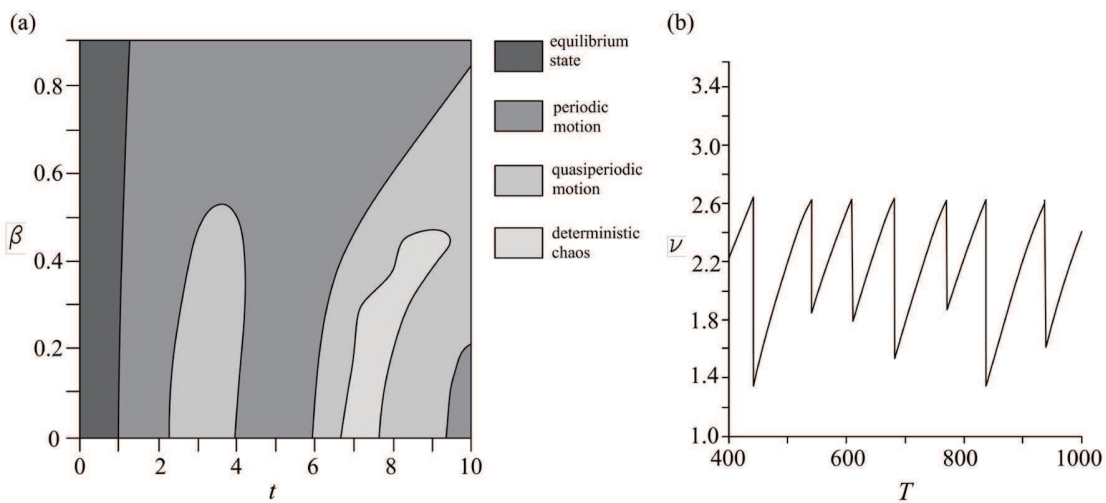 (a)
0.8
0.6
β
0.4
0.2
0
0
2
4
6
8
10
t
equilibrium
state
periodic
motion
quasiperiodic
motion
deterministic
chaos
(b)
3.4
3.0
2.6
ν
2.2
1.8
1.4
1.0
400
600
800
1000
T